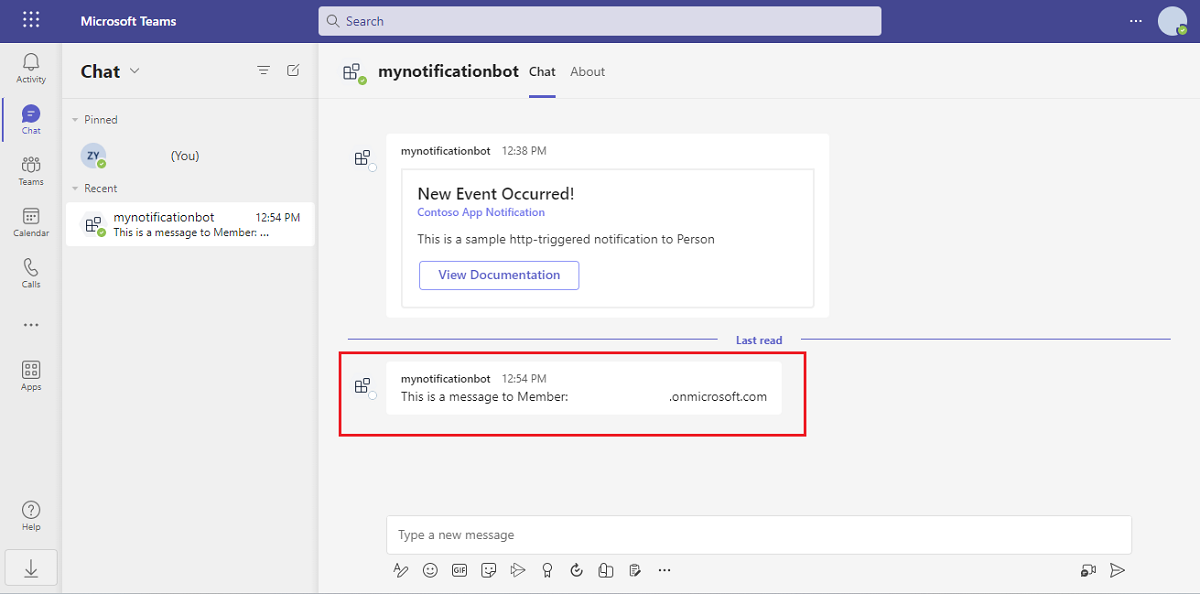 Microsoft Teams
Search
Activity
Chat
Teams
Calendar
Calls
Apps
Help
Chat
Pinned
ZY (You)
Recent
mynotificationbot 12:54 PM
This is a message to Member: ...
mynotificationbot Chat About
mynotificationbot 12:38 PM
New Event Occurred!
Contoso App Notification
This is a sample http-triggered notification to Person
View Documentation
Last read
mynotificationbot 12:54 PM
This is a message to Member: .onmicrosoft.com
Type a new message
GIF